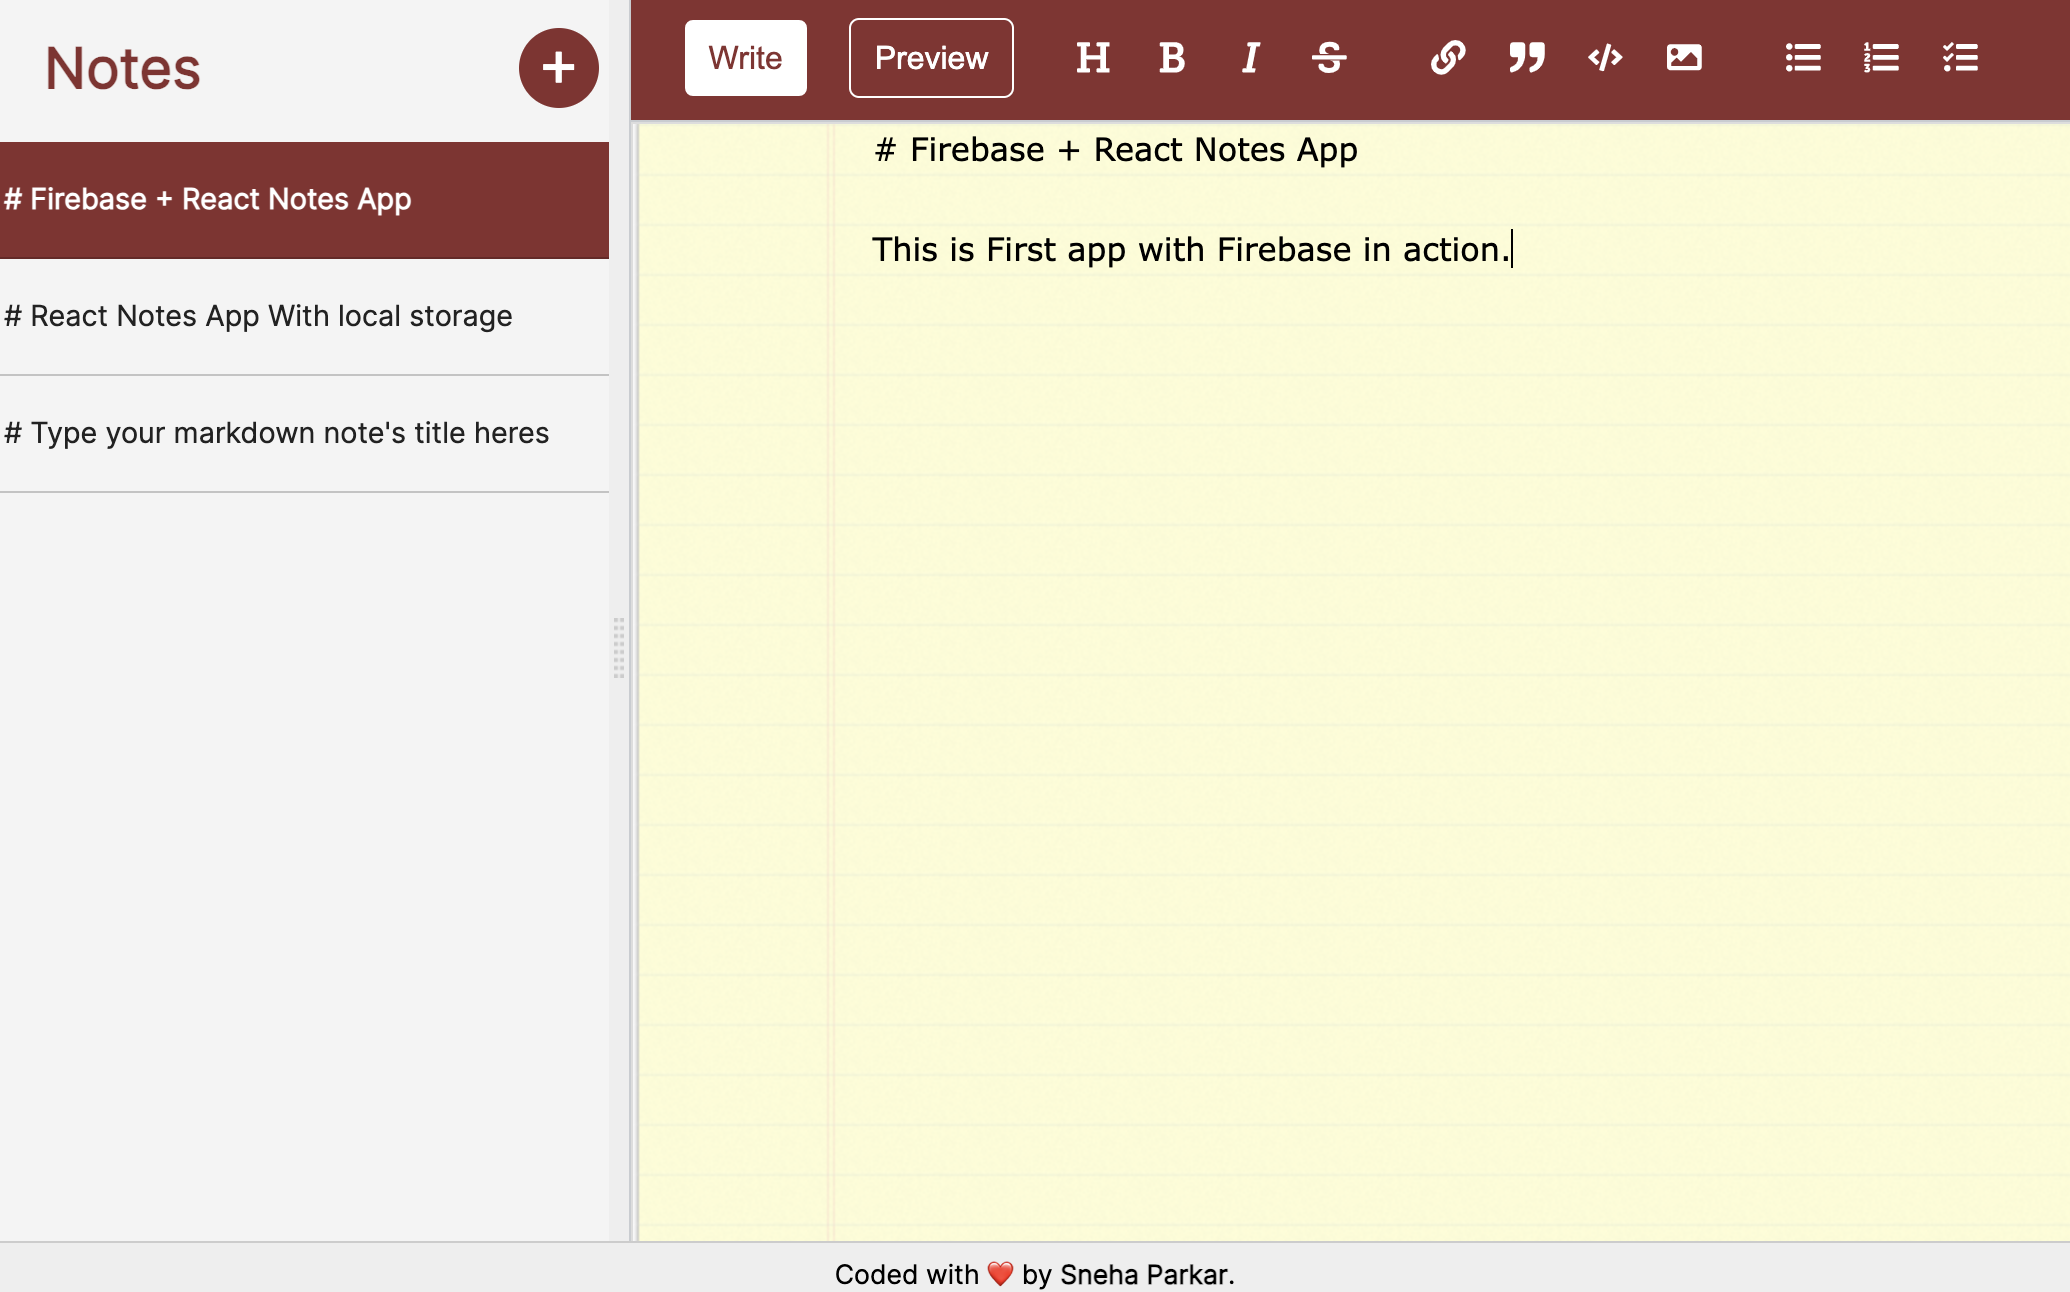 Notes
+
Write
Preview
H B I S
# Firebase + React Notes App
# React Notes App With local storage
# Type your markdown note's title heres
# Firebase + React Notes App
This is First app with Firebase in action.
Coded with ❤️ by Sneha Parkar.